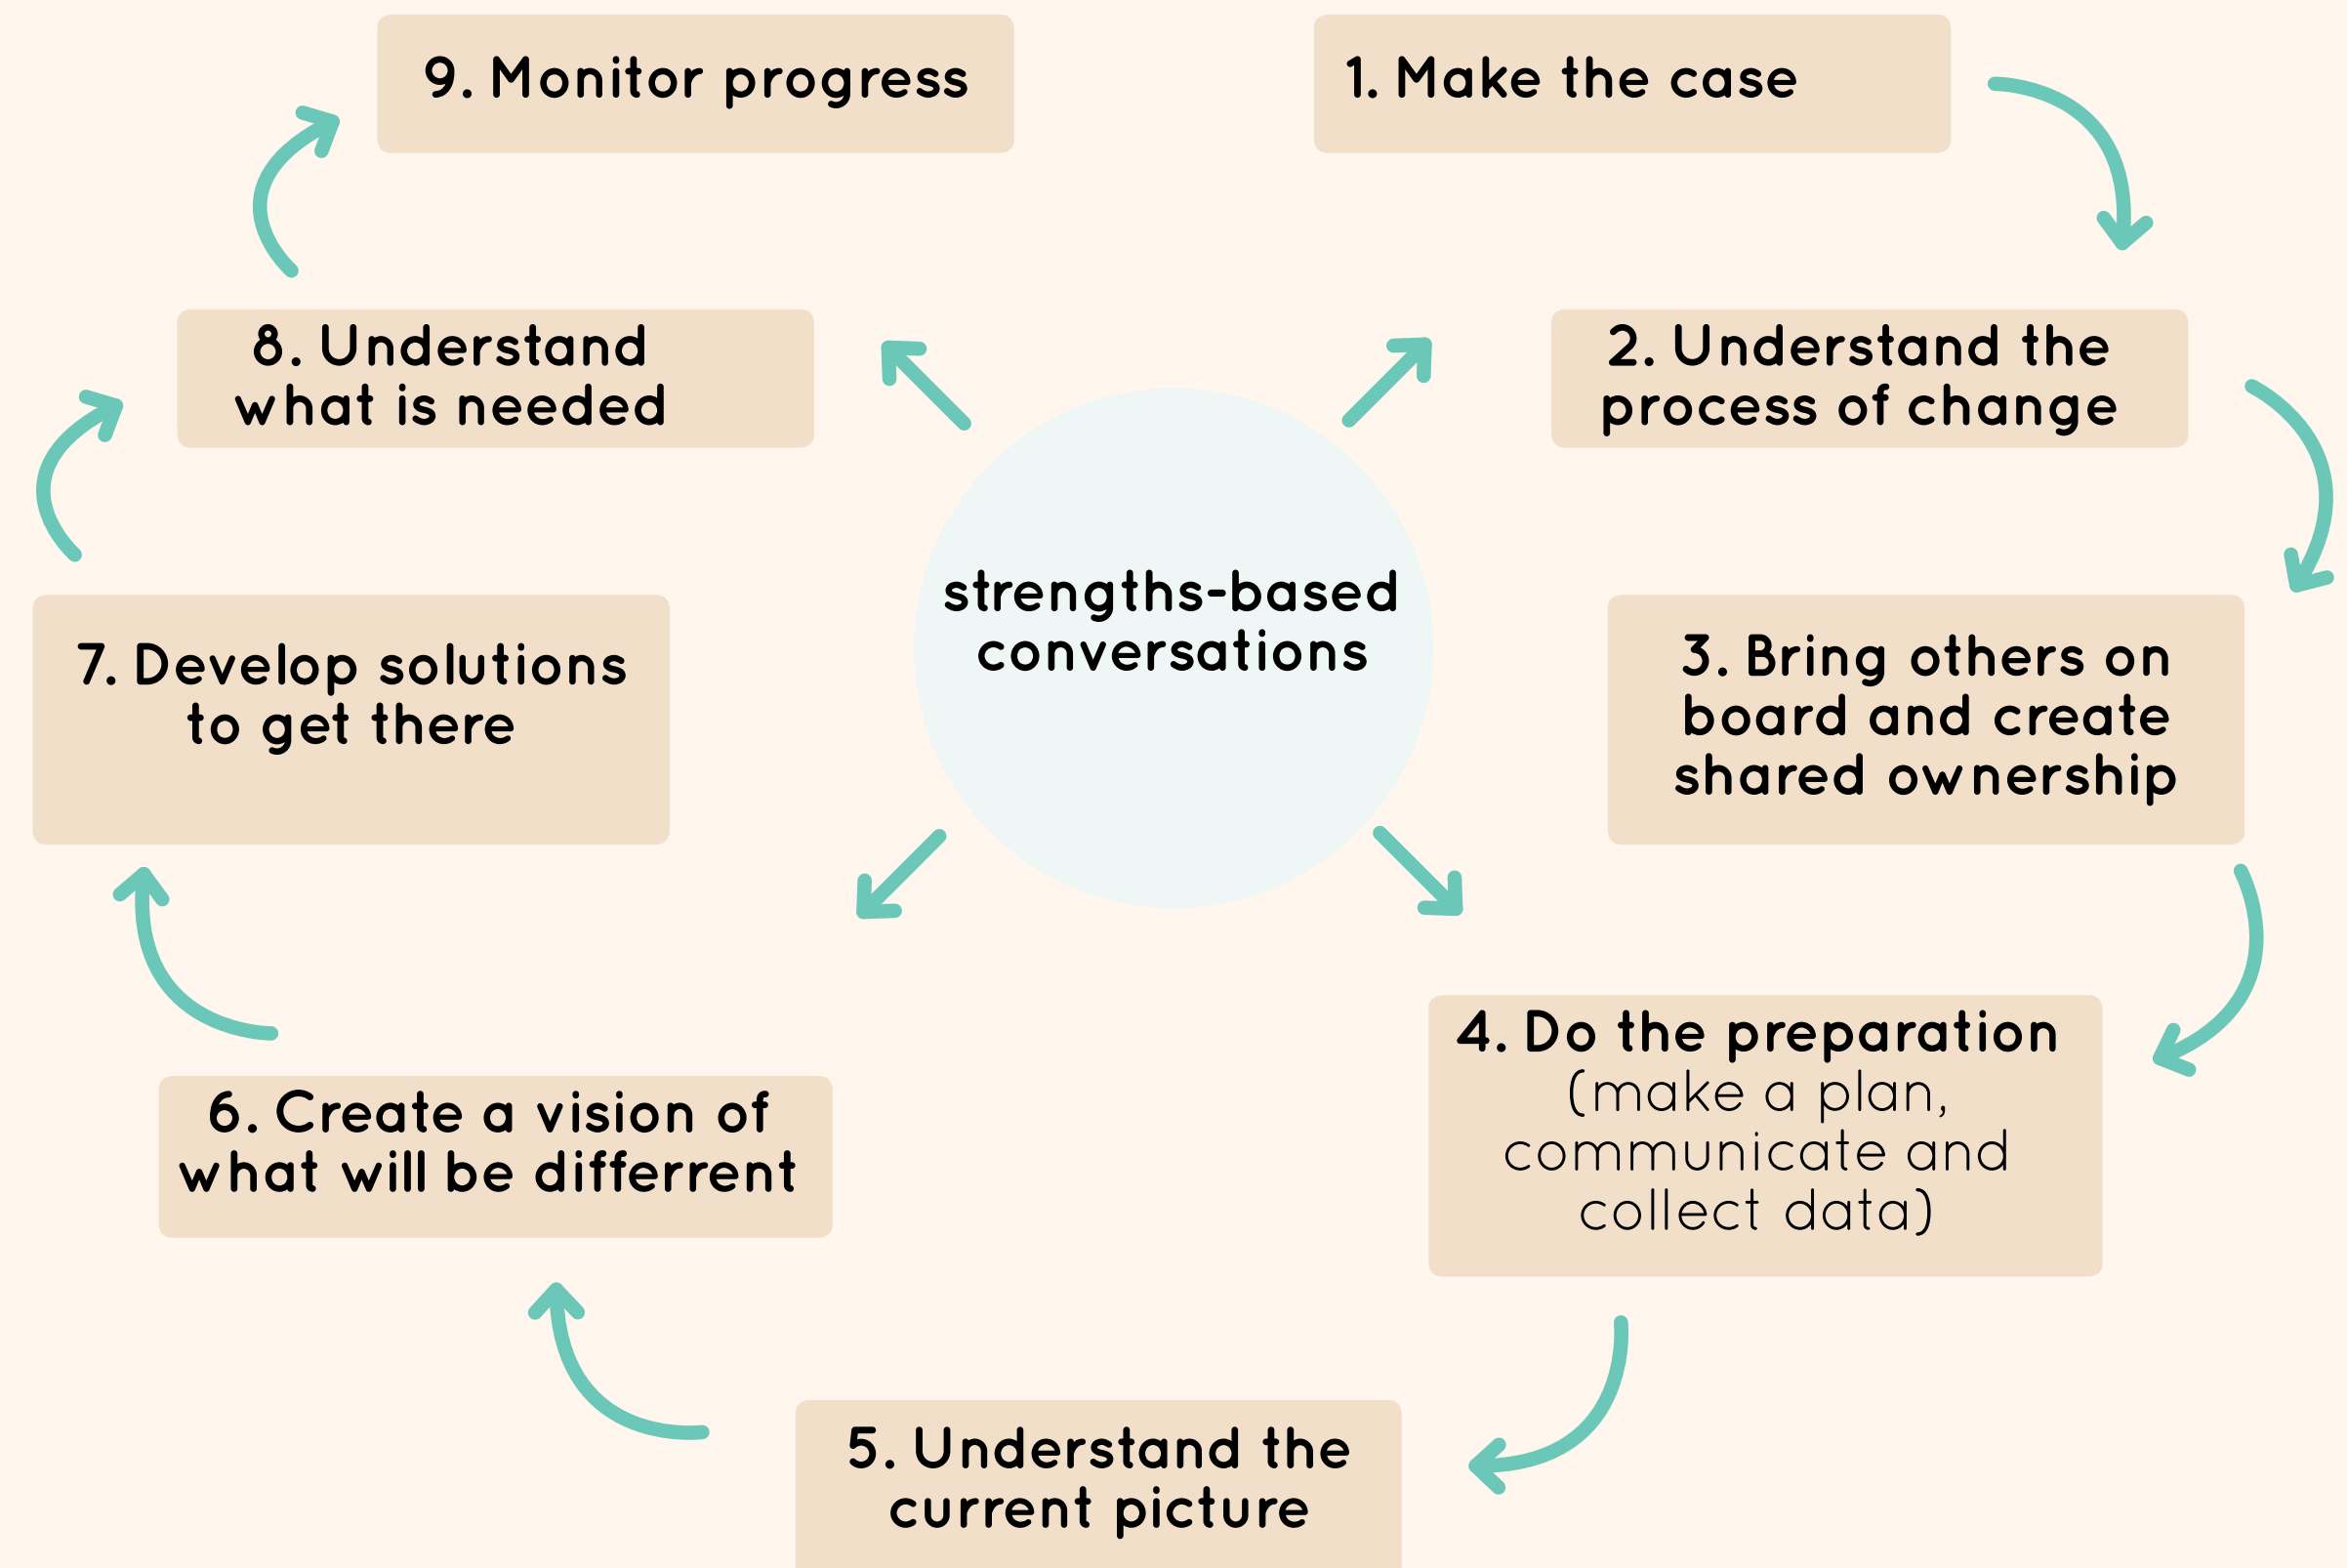 9. Monitor progress
1. Make the case
8. Understand
what is needed
2. Understand the
process of change
strengths-based
conversations
7. Develop solutions
to get there
3. Bring others on
board and create
shared ownership
4. Do the preparation
(make a plan,
communicate and
collect data)
6. Create a vision of
what will be different
5. Understand the
current picture